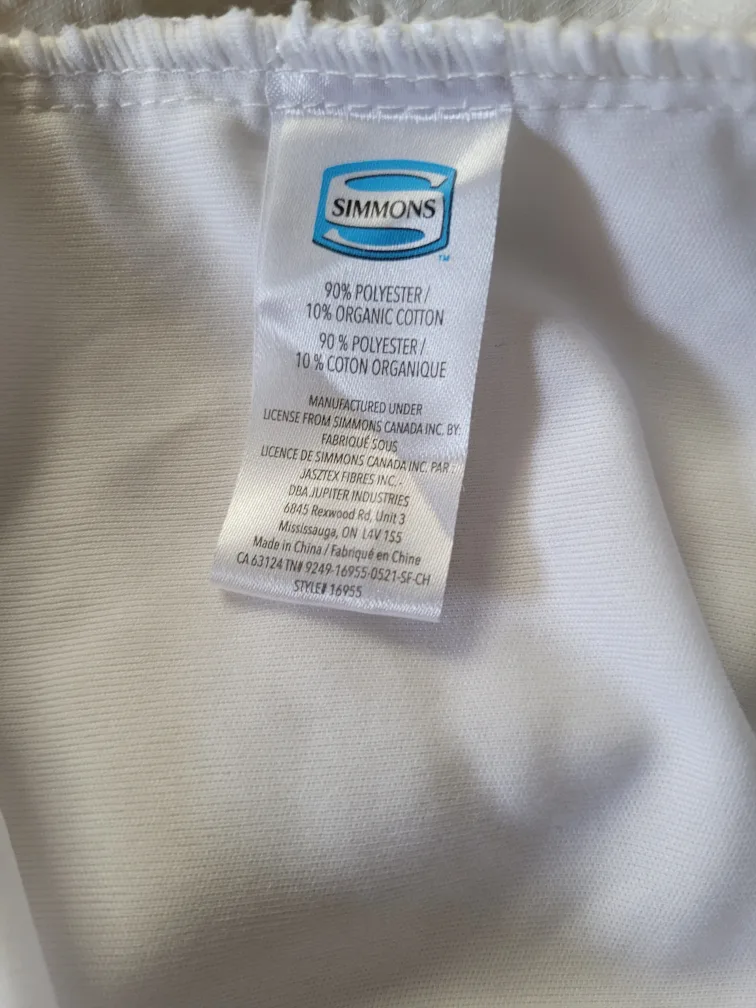 SIMMONS
™
90% POLYESTER /
10% ORGANIC COTTON
90 % POLYESTER /
10 % COTON ORGANIQUE
MANUFACTURED UNDER
LICENSE FROM SIMMONS CANADA INC. BY:
FABRIQUÉ SOUS
LICENCE DE SIMMONS CANADA INC. PAR :
JASZTEX FIBRES INC. -
DBA JUPITER INDUSTRIES
6845 Rexwood Rd, Unit 3
Mississauga, ON L4V 1S5
Made in China / Fabriqué en Chine
CA 63124 TN# 9249-16955-0521-SF-CH
STYLE# 16955